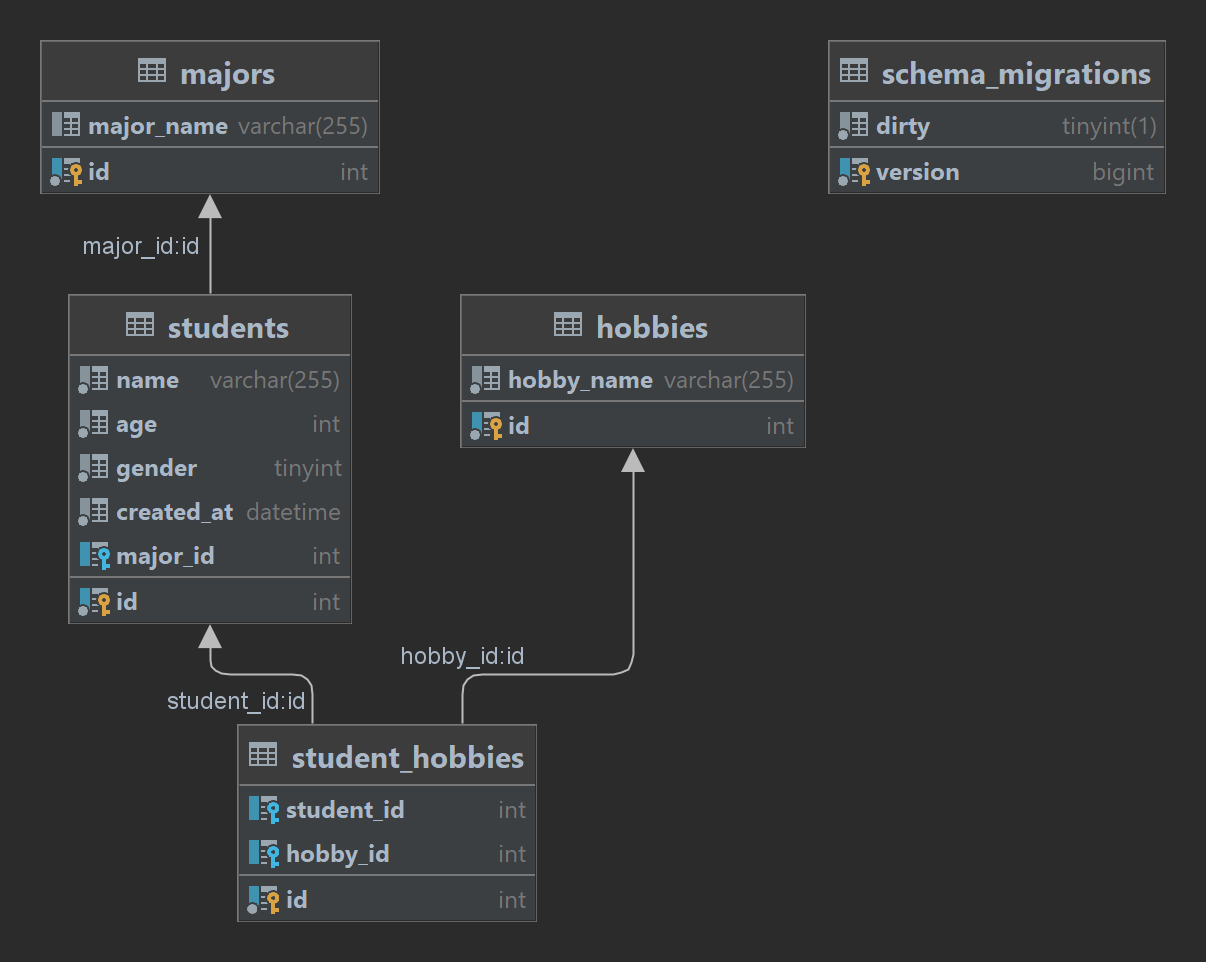 majors
major_name varchar(255)
id int
schema_migrations
dirty tinyint(1)
version bigint
major_id:id
students
name varchar(255)
age int
gender tinyint
created_at datetime
major_id int
id int
hobbies
hobby_name varchar(255)
id int
hobby_id:id
student_id:id
student_hobbies
student_id int
hobby_id int
id int